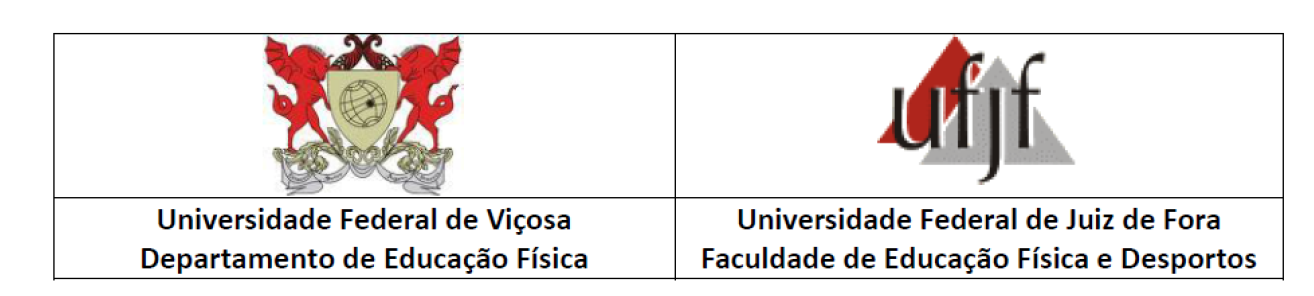 ufjf
Universidade Federal de Viçosa
Departamento de Educação Física
Universidade Federal de Juiz de Fora
Faculdade de Educação Física e Desportos